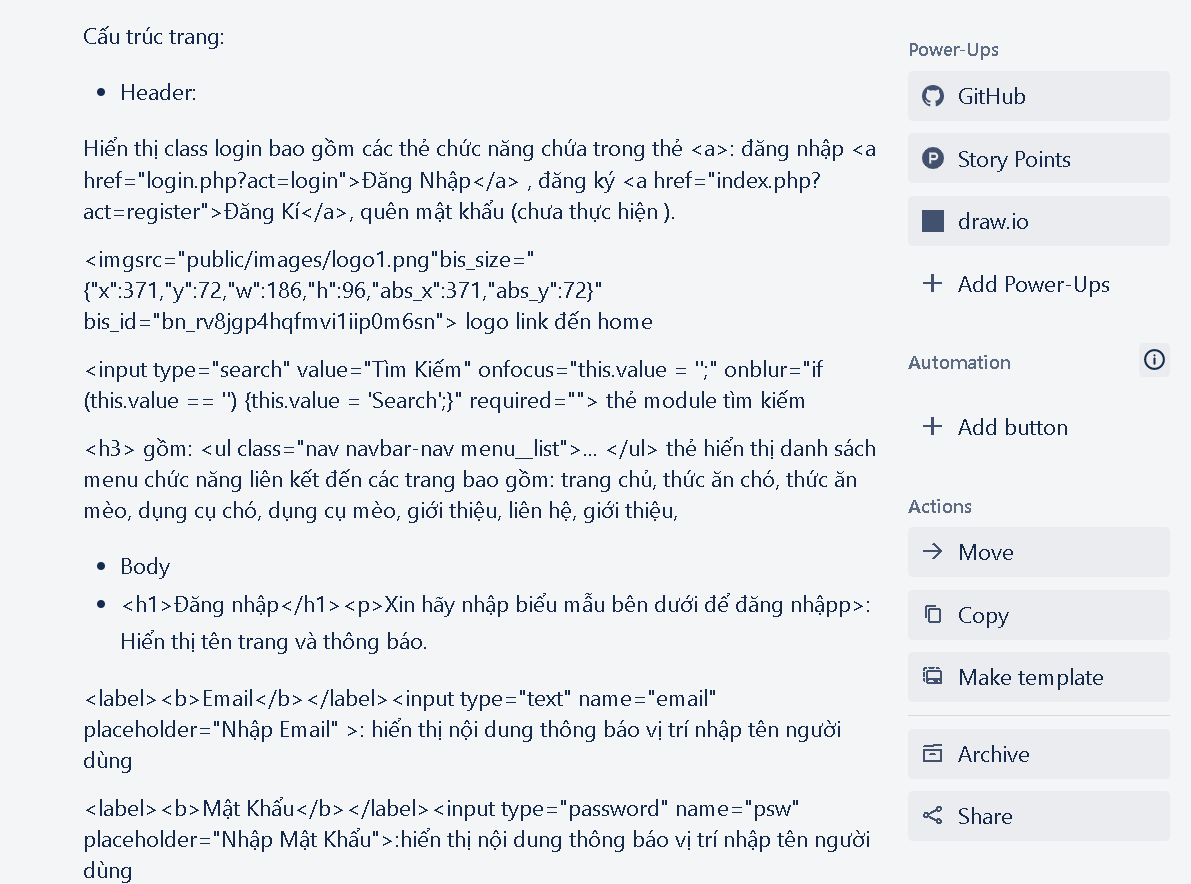 Cấu trúc trang:
Header:
Hiển thị class login bao gồm các thẻ chức năng chứa trong thẻ <a>: đăng nhập <a
href="login.php?act=login">Đăng Nhập</a> , đăng ký <a href="index.php?
act=register">Đăng Kí</a>, quên mật khẩu (chưa thực hiện ).
<imgsrc="public/images/logo1.png"bis_size="
{"x":371,"y":72,"w":186,"h":96,"abs_x":371,"abs_y":72}"
bis_id="bn_rv8jgp4hqfmvi1iip0m6sn"> logo link đến home
<input type="search" value="Tìm Kiếm" onfocus="this.value = '';" onblur="if
(this.value == '') {this.value = 'Search';}" required=""> thẻ module tìm kiếm
<h3> gồm: <ul class="nav navbar-nav menu__list">... </ul> thẻ hiển thị danh sách
menu chức năng liên kết đến các trang bao gồm: trang chủ, thức ăn chó, thức ăn
mèo, dụng cụ chó, dụng cụ mèo, giới thiệu, liên hệ, giới thiệu,
Body
<h1>Đăng nhập</h1><p>Xin hãy nhập biểu mẫu bên dưới để đăng nhậpp>:
Hiển thị tên trang và thông báo.
<label><b>Email</b></label><input type="text" name="email"
placeholder="Nhập Email" >: hiển thị nội dung thông báo vị trí nhập tên người
dùng
<label><b>Mật Khẩu</b></label><input type="password" name="psw"
placeholder="Nhập Mật Khẩu">:hiển thị nội dung thông báo vị trí nhập tên người
dùng
Power-Ups
GitHub
Story Points
draw.io
Add Power-Ups
Automation
Add button
Actions
Move
Copy
Make template
Archive
Share